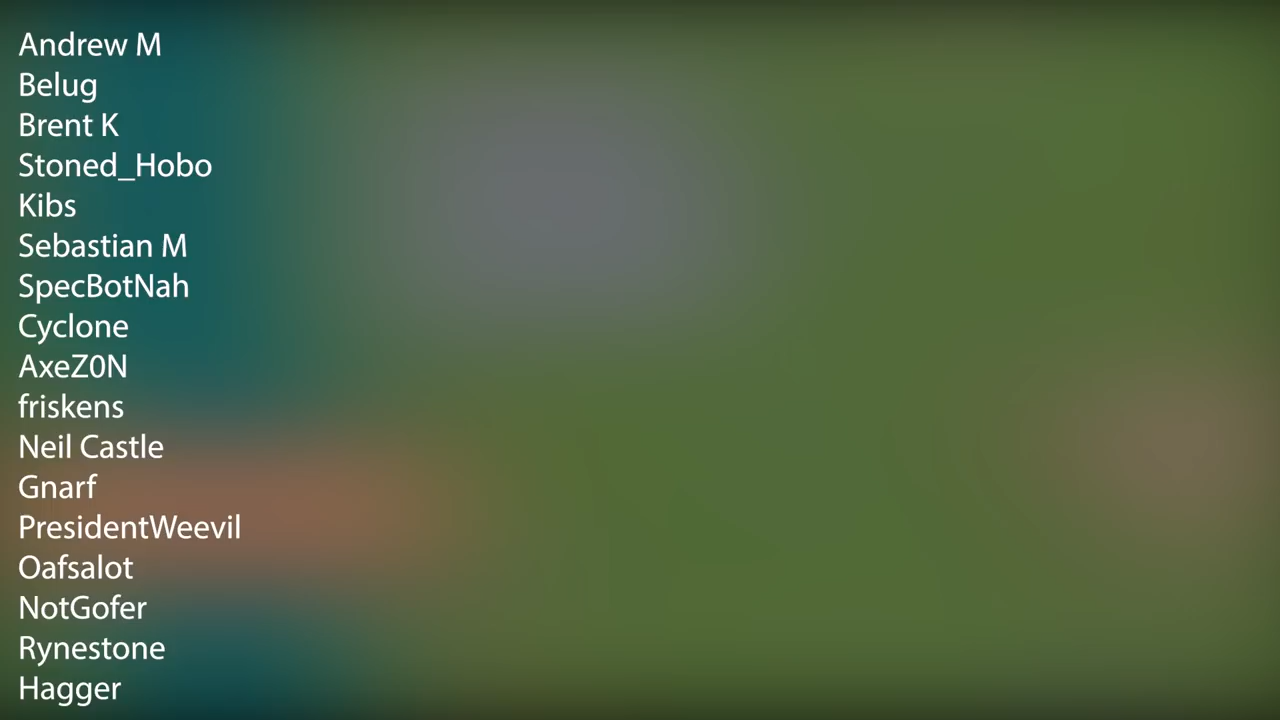 Andrew M
Belug
Brent K
Stoned_Hobo
Kibs
Sebastian M
SpecBotNah
Cyclone
AxeZ0N
friskens
Neil Castle
Gnarf
PresidentWeevil
Oafsalot
NotGofer
Rynestone
Hagger